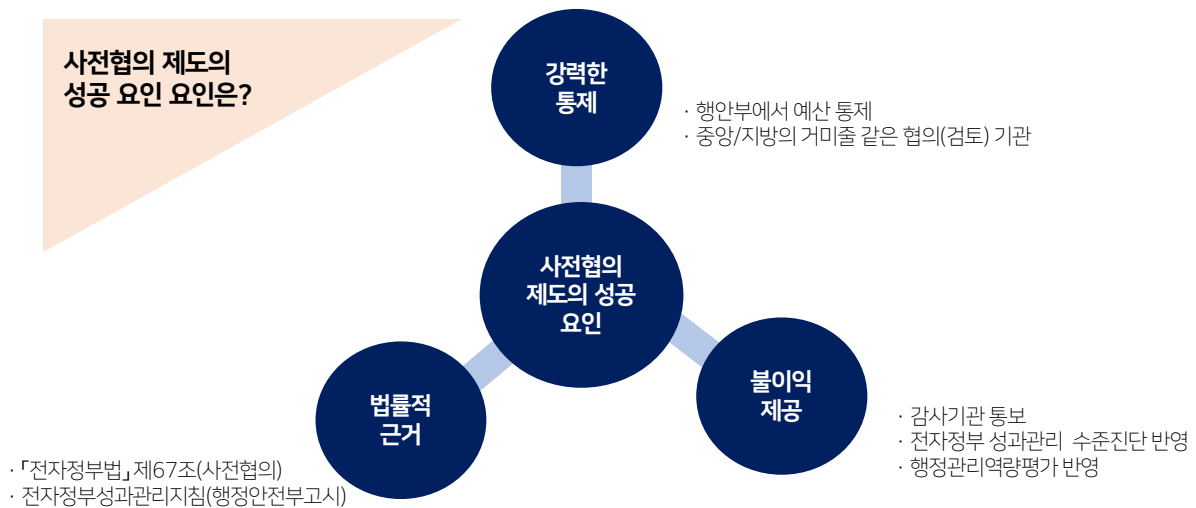 사전협의 제도의
성공 요인 요인은?
강력한
통제
· 행안부에서 예산 통제
· 중앙/지방의 거미줄 같은 협의(검토) 기관
사전협의
제도의 성공
요인
법률적
근거
· ｢전자정부법｣ 제67조(사전협의)
· 전자정부성과관리지침(행정안전부고시)
불이익
제공
· 감사기관 통보
· 전자정부 성과관리 수준진단 반영
· 행정관리역량평가 반영